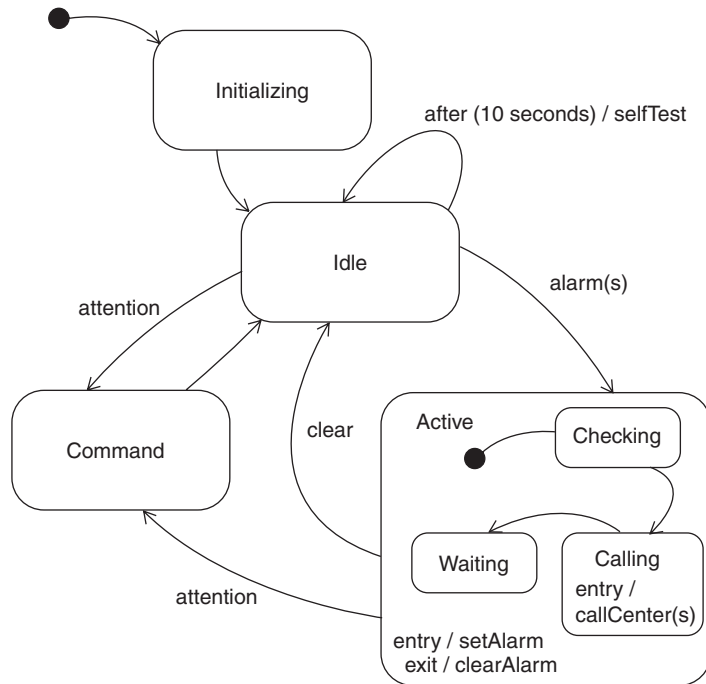 Initializing
after (10 seconds) / selfTest
Idle
alarm(s)
attention
Active
Checking
clear
Command
Waiting
Calling
entry /
callCenter(s)
attention
entry / setAlarm
exit / clearAlarm